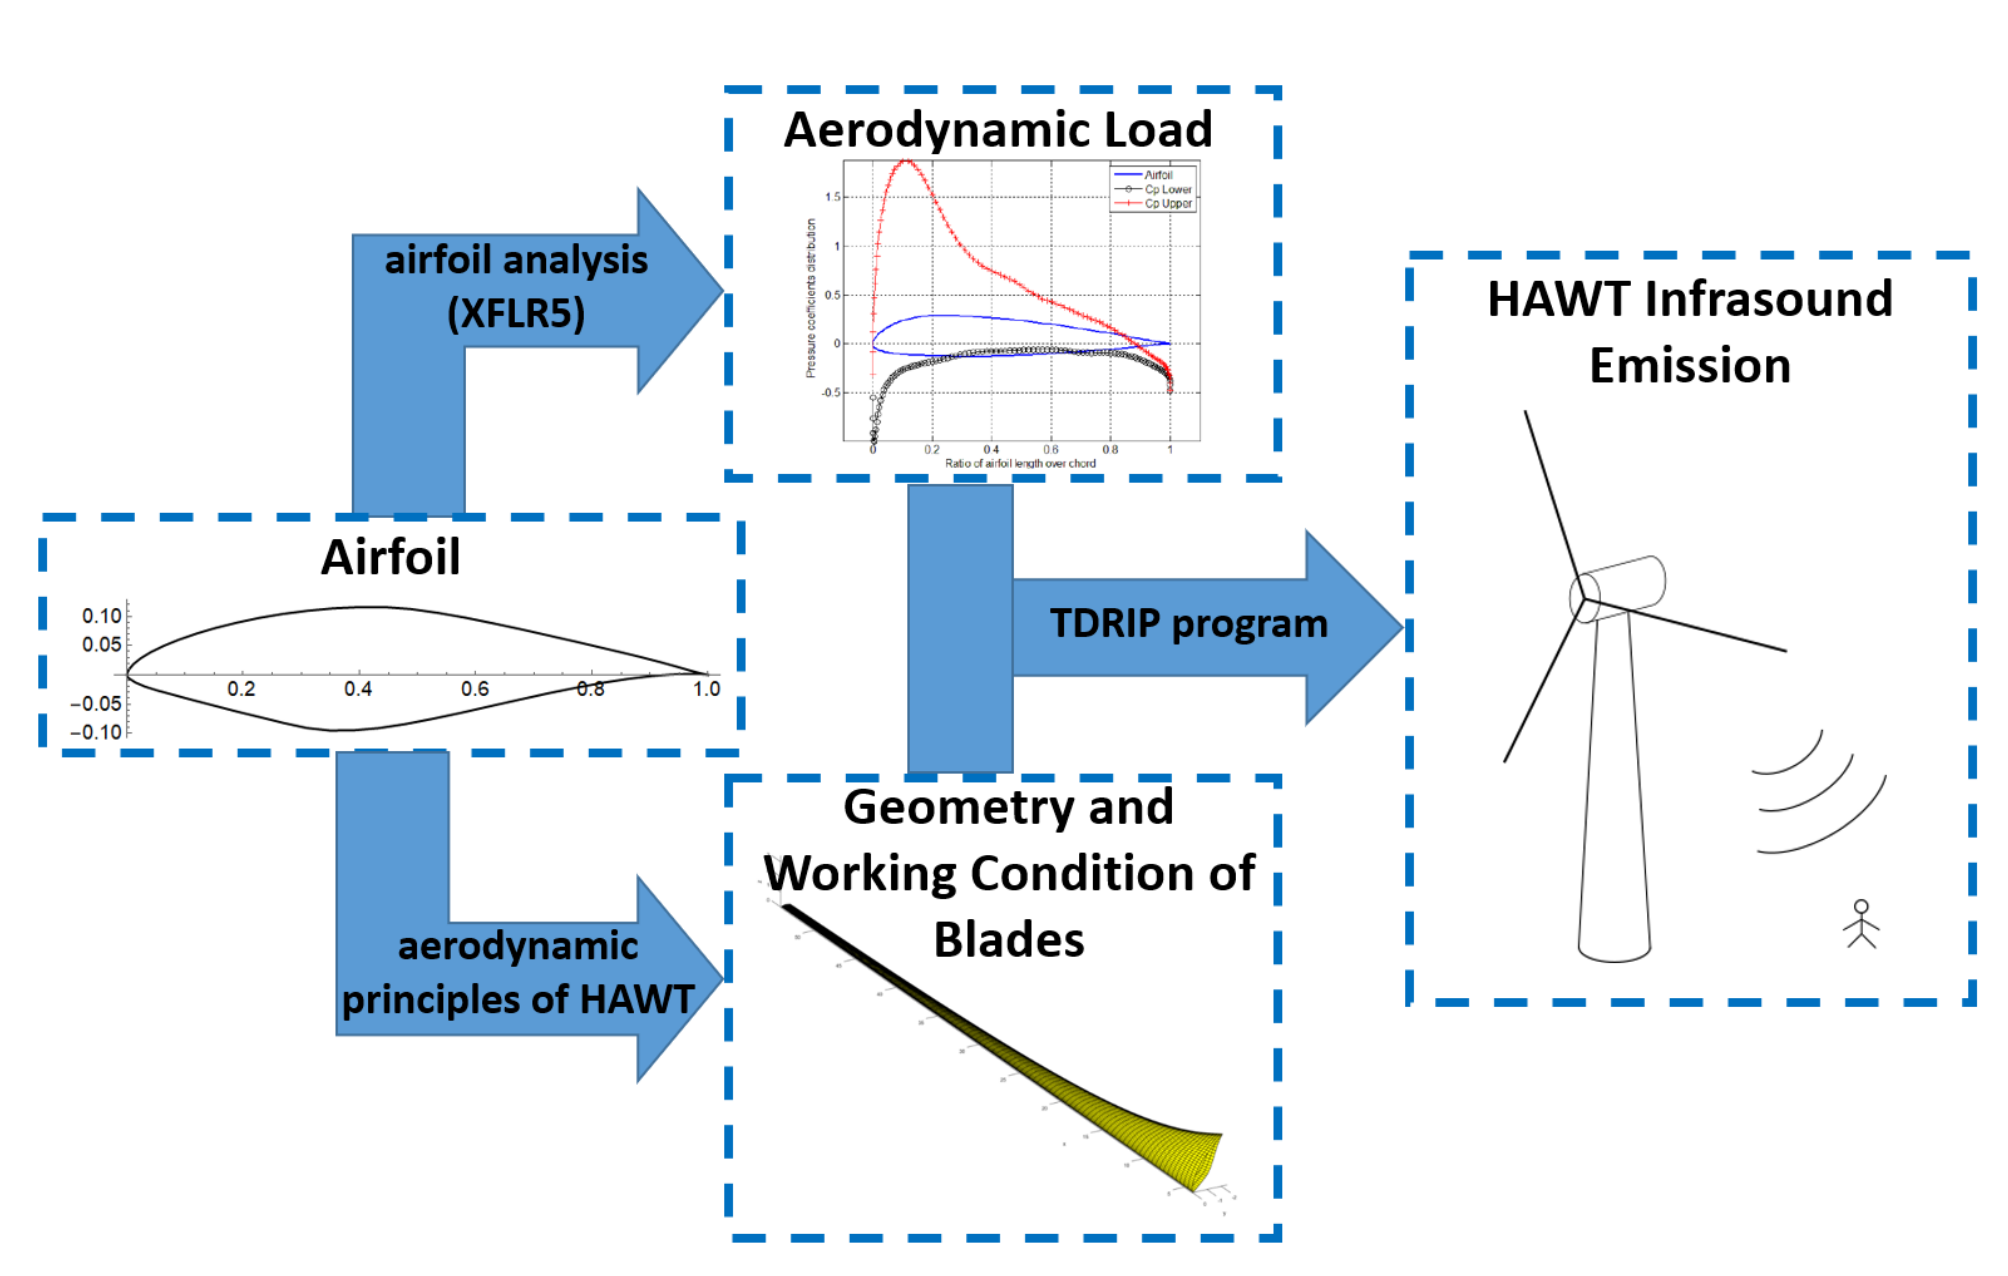 Aerodynamic Load
Airfoil
Cp Lower
Cp Upper
1.5
1
0.5
0
-0.5
0
0.2
0.4
0.6
0.8
1
Pressure coefficients distribution
Ratio of airfoil length over chord
airfoil analysis
(XFLR5)
HAWT Infrasound
Emission
Airfoil
0.10
0.05
−0.05
−0.10
0.2
0.4
0.6
0.8
1.0
TDRIP program
aerodynamic
principles of HAWT
Geometry and
Working Condition of
Blades